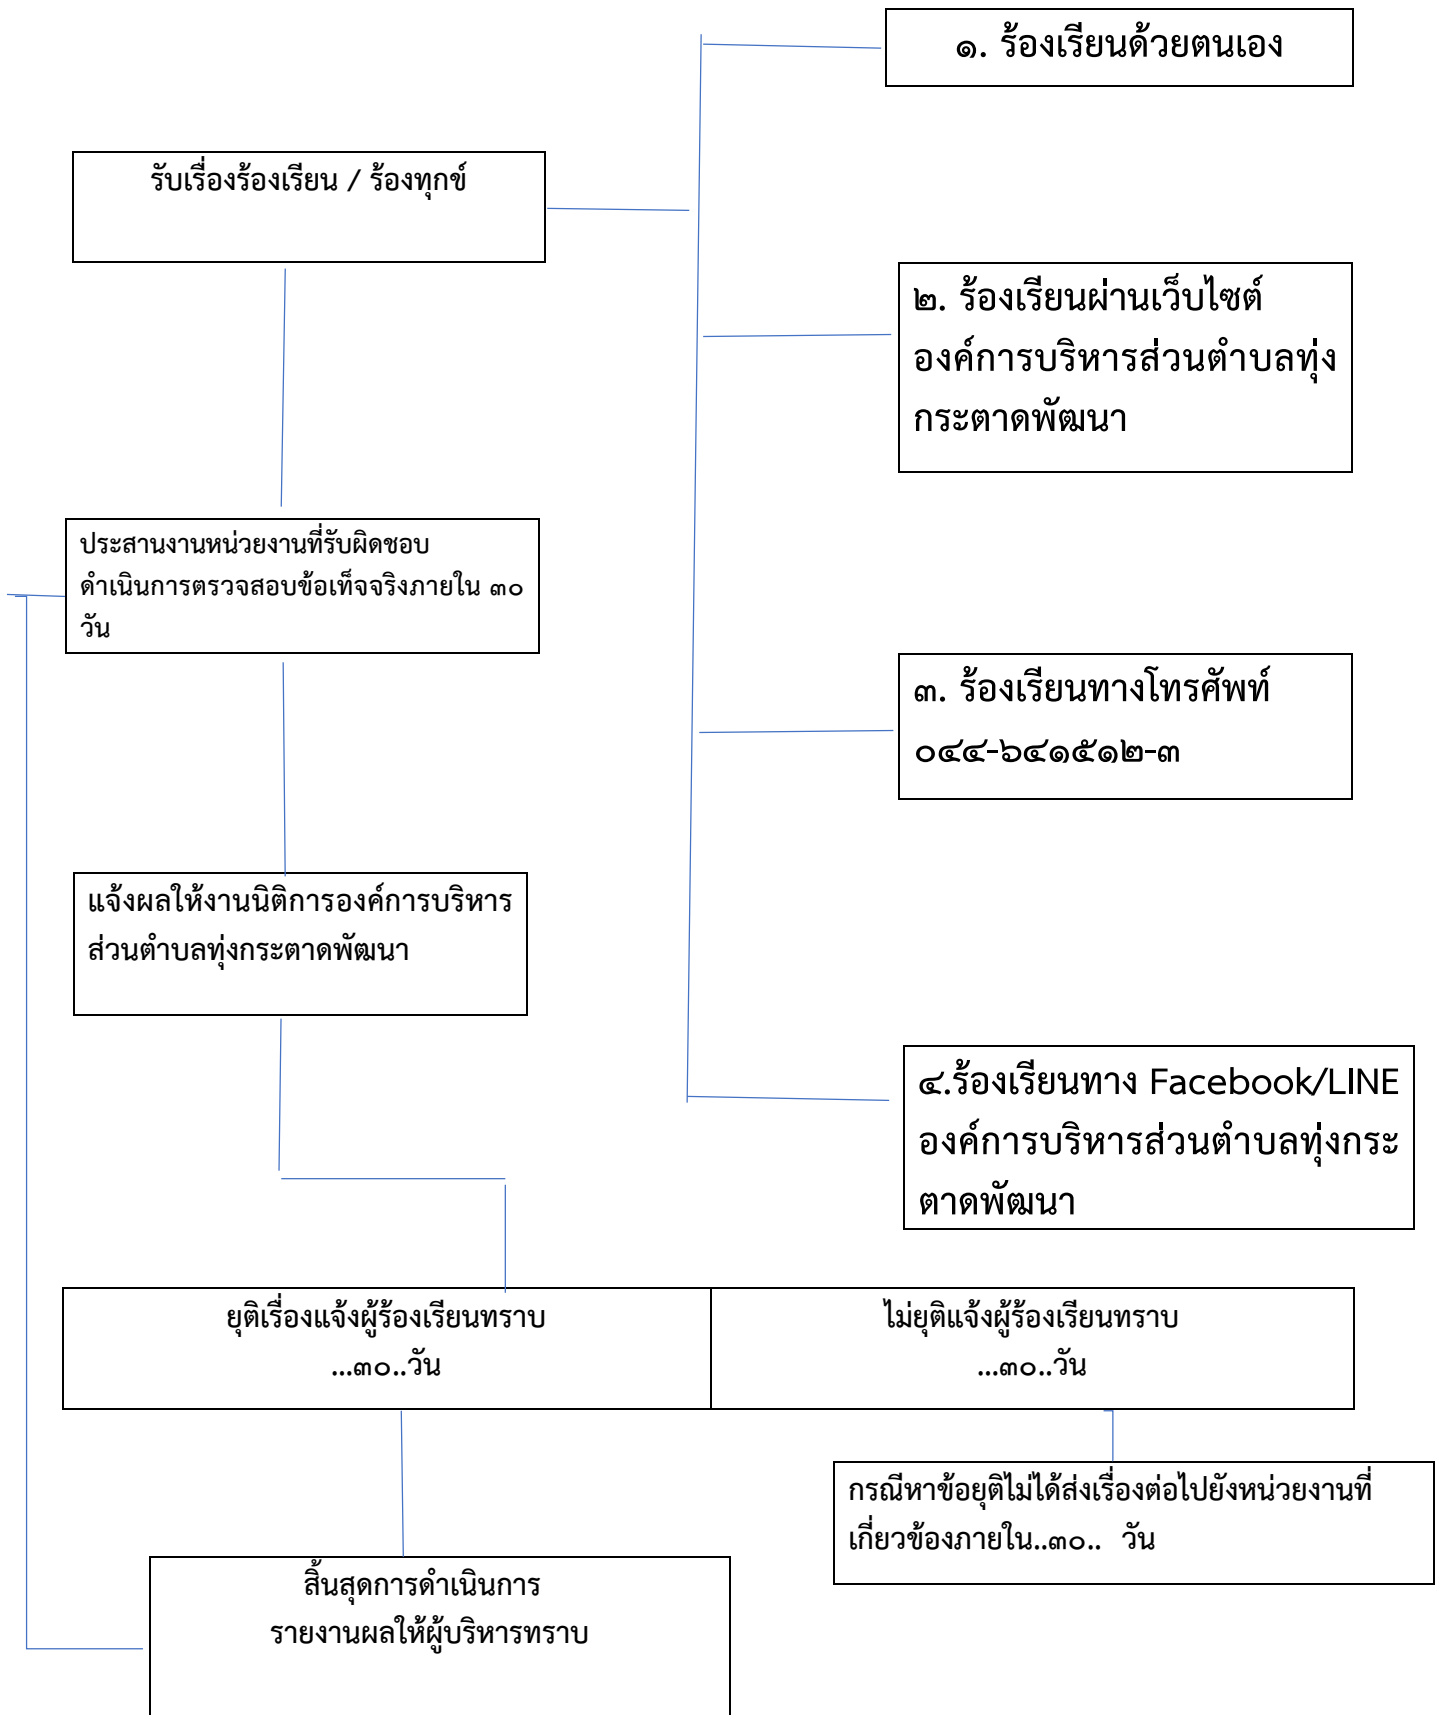 ๑. ร้องเรียนด้วยตนเอง
รับเรื่องร้องเรียน / ร้องทุกข์
๒. ร้องเรียนผ่านเว็บไซต์
องค์การบริหารส่วนตำบลทุ่ง
กระตาดพัฒนา
ประสานงานหน่วยงานที่รับผิดชอบ
ดำเนินการตรวจสอบข้อเท็จจริงภายใน ๓๐
วัน
๓. ร้องเรียนทางโทรศัพท์
๐๔๔-๖๔๑๕๑๒-๓
แจ้งผลให้งานนิติการองค์การบริหาร
ส่วนตำบลทุ่งกระตาดพัฒนา
๔.ร้องเรียนทาง Facebook/LINE
องค์การบริหารส่วนตำบลทุ่งกระ
ตาดพัฒนา
ยุติเรื่องแจ้งผู้ร้องเรียนทราบ
...๓๐..วัน
ไม่ยุติแจ้งผู้ร้องเรียนทราบ
...๓๐..วัน
กรณีหาข้อยุติไม่ได้ส่งเรื่องต่อไปยังหน่วยงานที่
เกี่ยวข้องภายใน..๓๐.. วัน
สิ้นสุดการดำเนินการ
รายงานผลให้ผู้บริหารทราบ